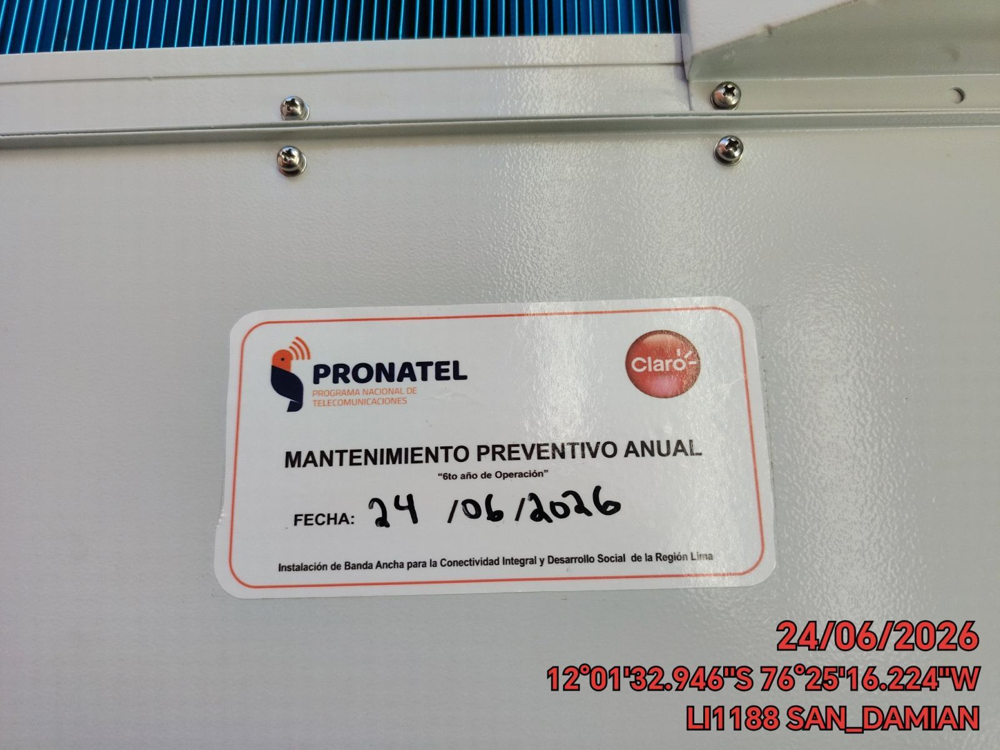 PRONATEL
PROGRAMA NACIONAL DE
TELECOMUNICACIONES
Claro
MANTENIMIENTO PREVENTIVO ANUAL
“6to año de Operación”
FECHA: 24 /06/2026
Instalación de Banda Ancha para la Conectividad Integral y Desarrollo Social de la Región Lima
24/06/2026
12°01'32.946"S 76°25'16.224"W
LI1188 SAN_DAMIAN